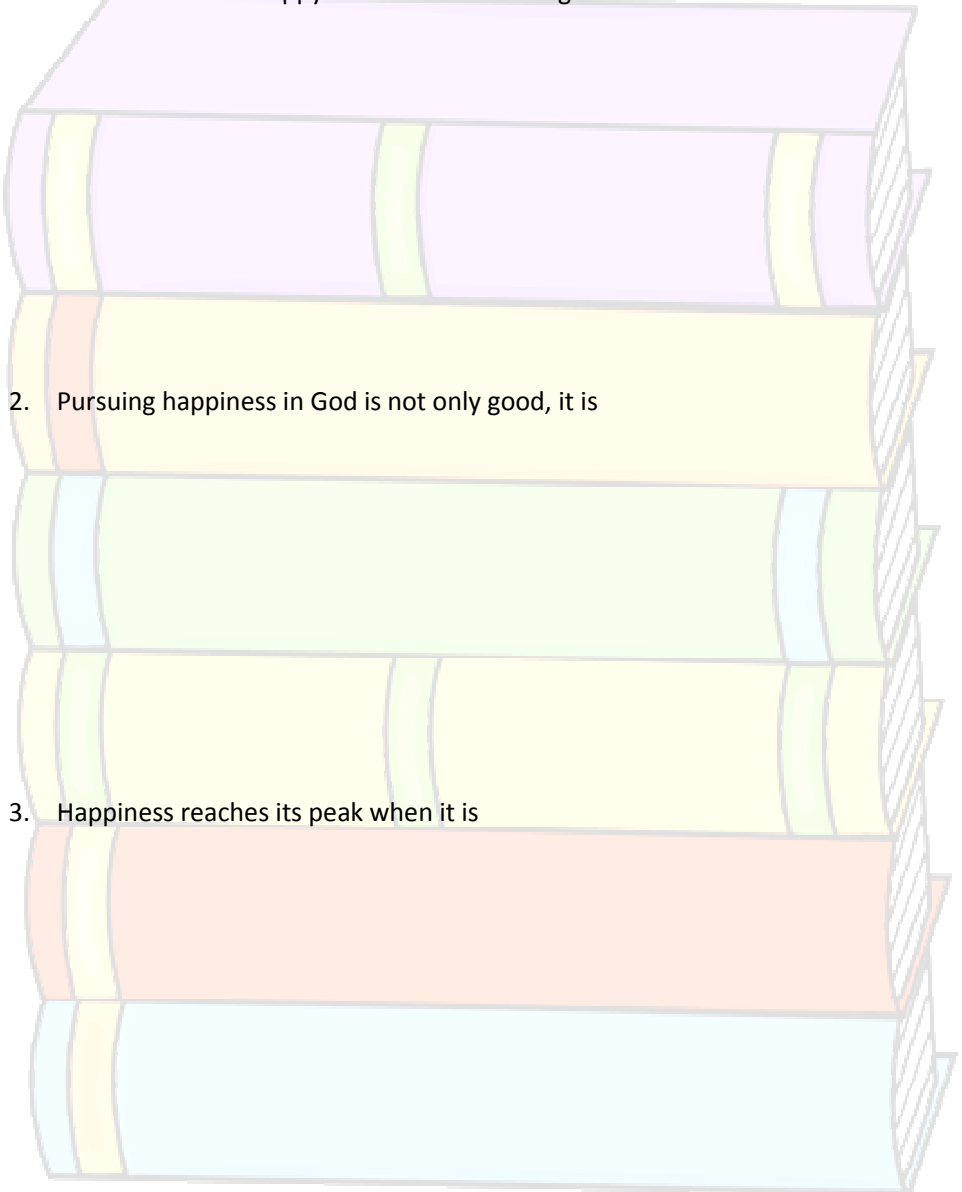 2. Pursuing happiness in God is not only good, it is
3. Happiness reaches its peak when it is